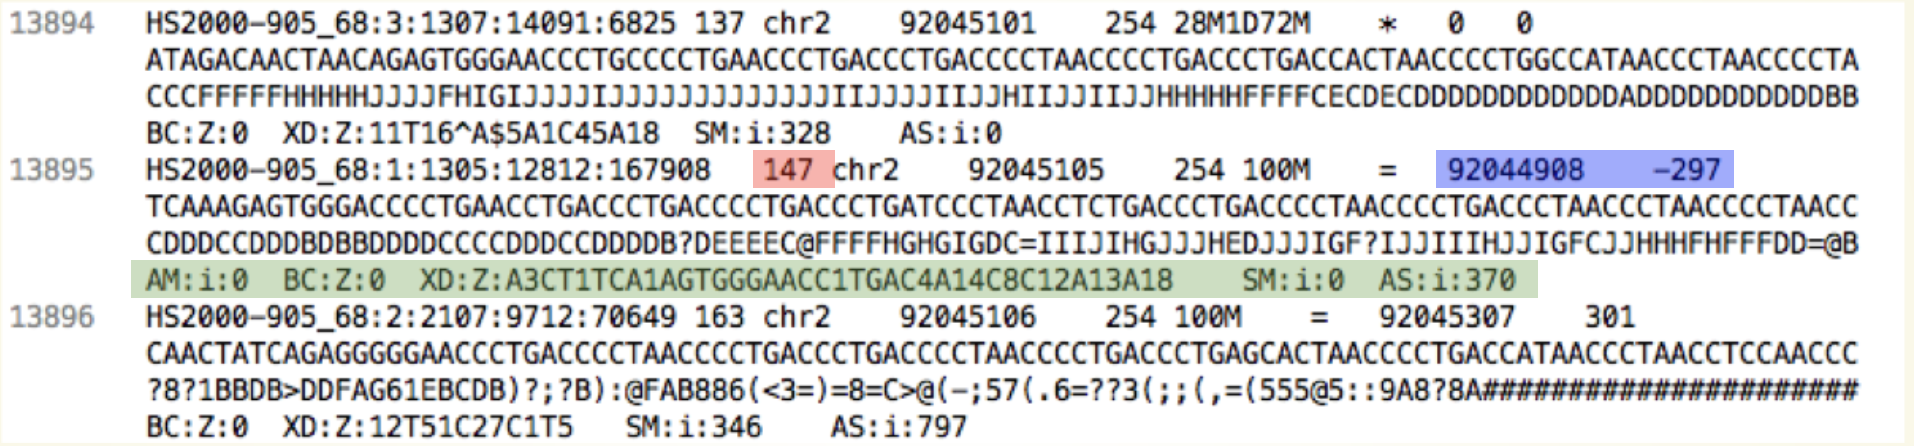 13894 HS2000-905_68:3:1307:14091:6825 137 chr2 92045101 254 28M1D72M * 0 0
ATAGACAACTAACAGAGTGGGAACCCTGCCCCTGAACCCTGACCCTGACCCCTAACCCCTGACCCTGACCACTAACCCCTGGCCATAACCCTAACCCCTA
CCCFFFFFHHHHHJJJJFHIGIJJJJIJJJJJJJJJJJJJIIJJJJIIJJHIIJJIIJJHHHHHFFFFCECDECDDDDDDDDDDDDADDDDDDDDDDDBB
BC:Z:0 XD:Z:11T16^A$5A1C45A18 SM:i:328 AS:i:0
13895 HS2000-905_68:1:1305:12812:167908 147 chr2 92045105 254 100M = 92044908 -297
TCAAAGAGTGGGACCCCTGAACCTGACCCTGACCCCTGACCCTGATCCCTAACCTCTGACCCTGACCCCTAACCCCTGACCCTAACCCTAACCCCTAACC
CDDDCCDDDBDBBDDDDCCCCDDDCCDDDDB?DEEEEC@FFFFHGHGIGDC=IIIJIHGJJJHEDJJJIGF?IJJIIIHJJIGFCJJHHHFHFFFDD=@B
AM:i:0 BC:Z:0 XD:Z:A3CT1TCA1AGTGGGAACC1TGAC4A14C8C12A13A18 SM:i:0 AS:i:370
13896 HS2000-905_68:2:2107:9712:70649 163 chr2 92045106 254 100M = 92045307 301
CAACTATCAGAGGGGGAACCCTGACCCCTAACCCCTGACCCTGACCCCTAACCCCTGACCCTGAGCACTAACCCCTGACCATAACCCTAACCTCCAACCC
?8?1BBDB>DDFAG61EBCDB)?;?B):@FAB886(<3=)=8=C>@(-;57(.6=??3(;;(,=(555@5::9A8?8A######################
BC:Z:0 XD:Z:12T51C27C1T5 SM:i:346 AS:i:797